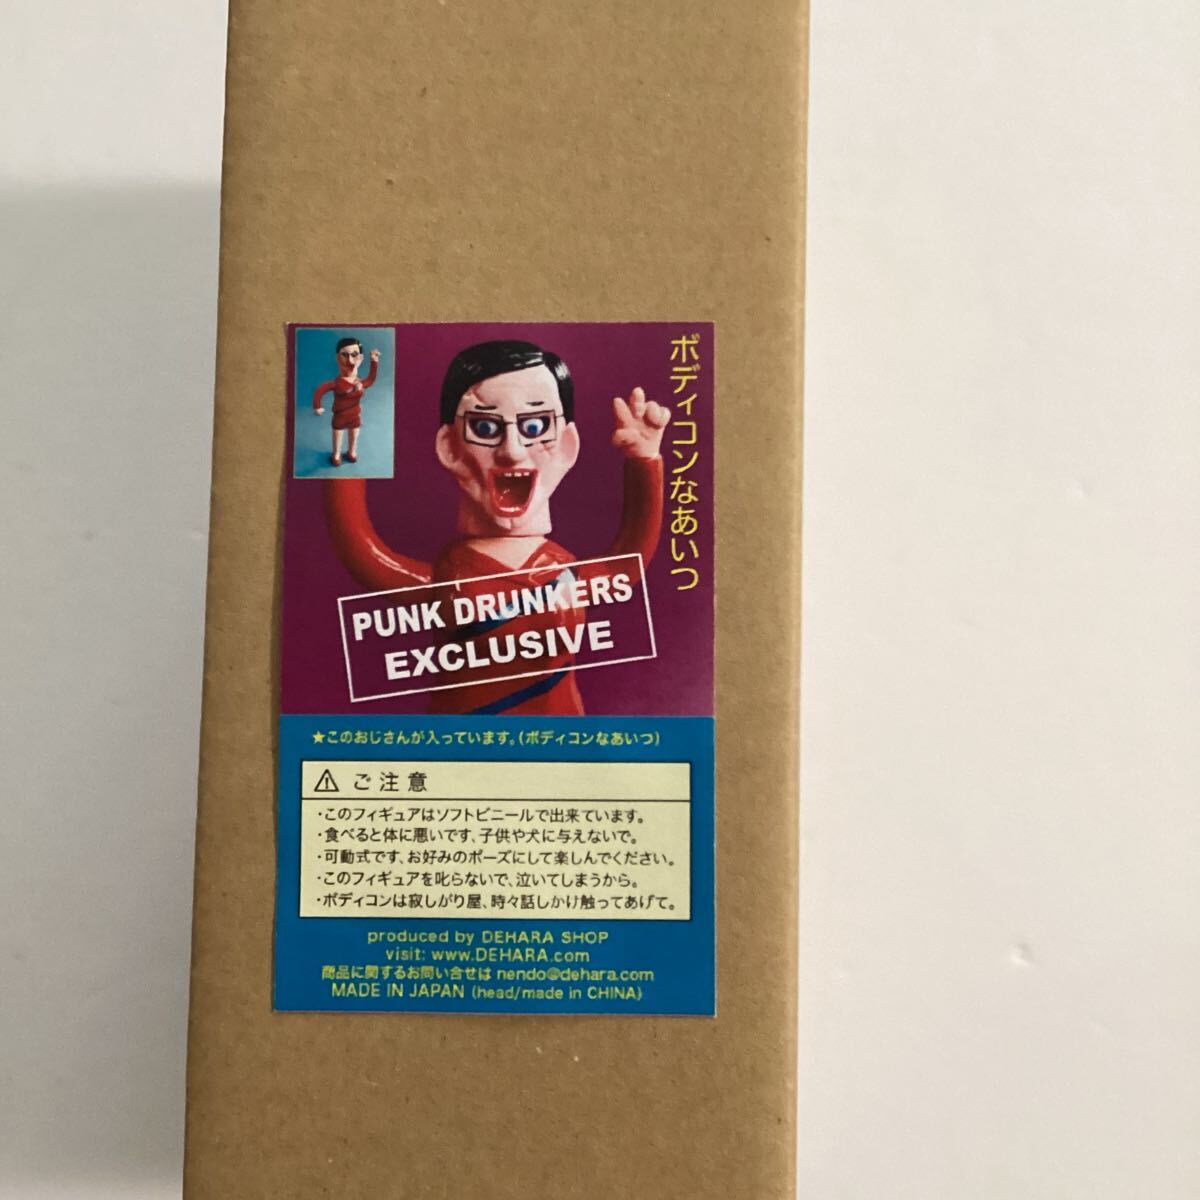 ボディコンなあいつ
PUNK DRUNKERS
EXCLUSIVE
★このおじさんが入っています。(ボディコンなあいつ)
⚠ ご注意
・このフィギュアはソフトビニールで出来ています。
・食べると体に悪いです、子供や犬に与えないで。
・可動式です、お好みのポーズにして楽しんでください。
・このフィギュアを叱らないで、泣いてしまうから。
・ボディコンは寂しがり屋、時々話しかけ触ってあげて。
produced by DEHARA SHOP
visit: www.DEHARA.com
商品に関するお問い合せは nendo@dehara.com
MADE IN JAPAN (head/made in CHINA)